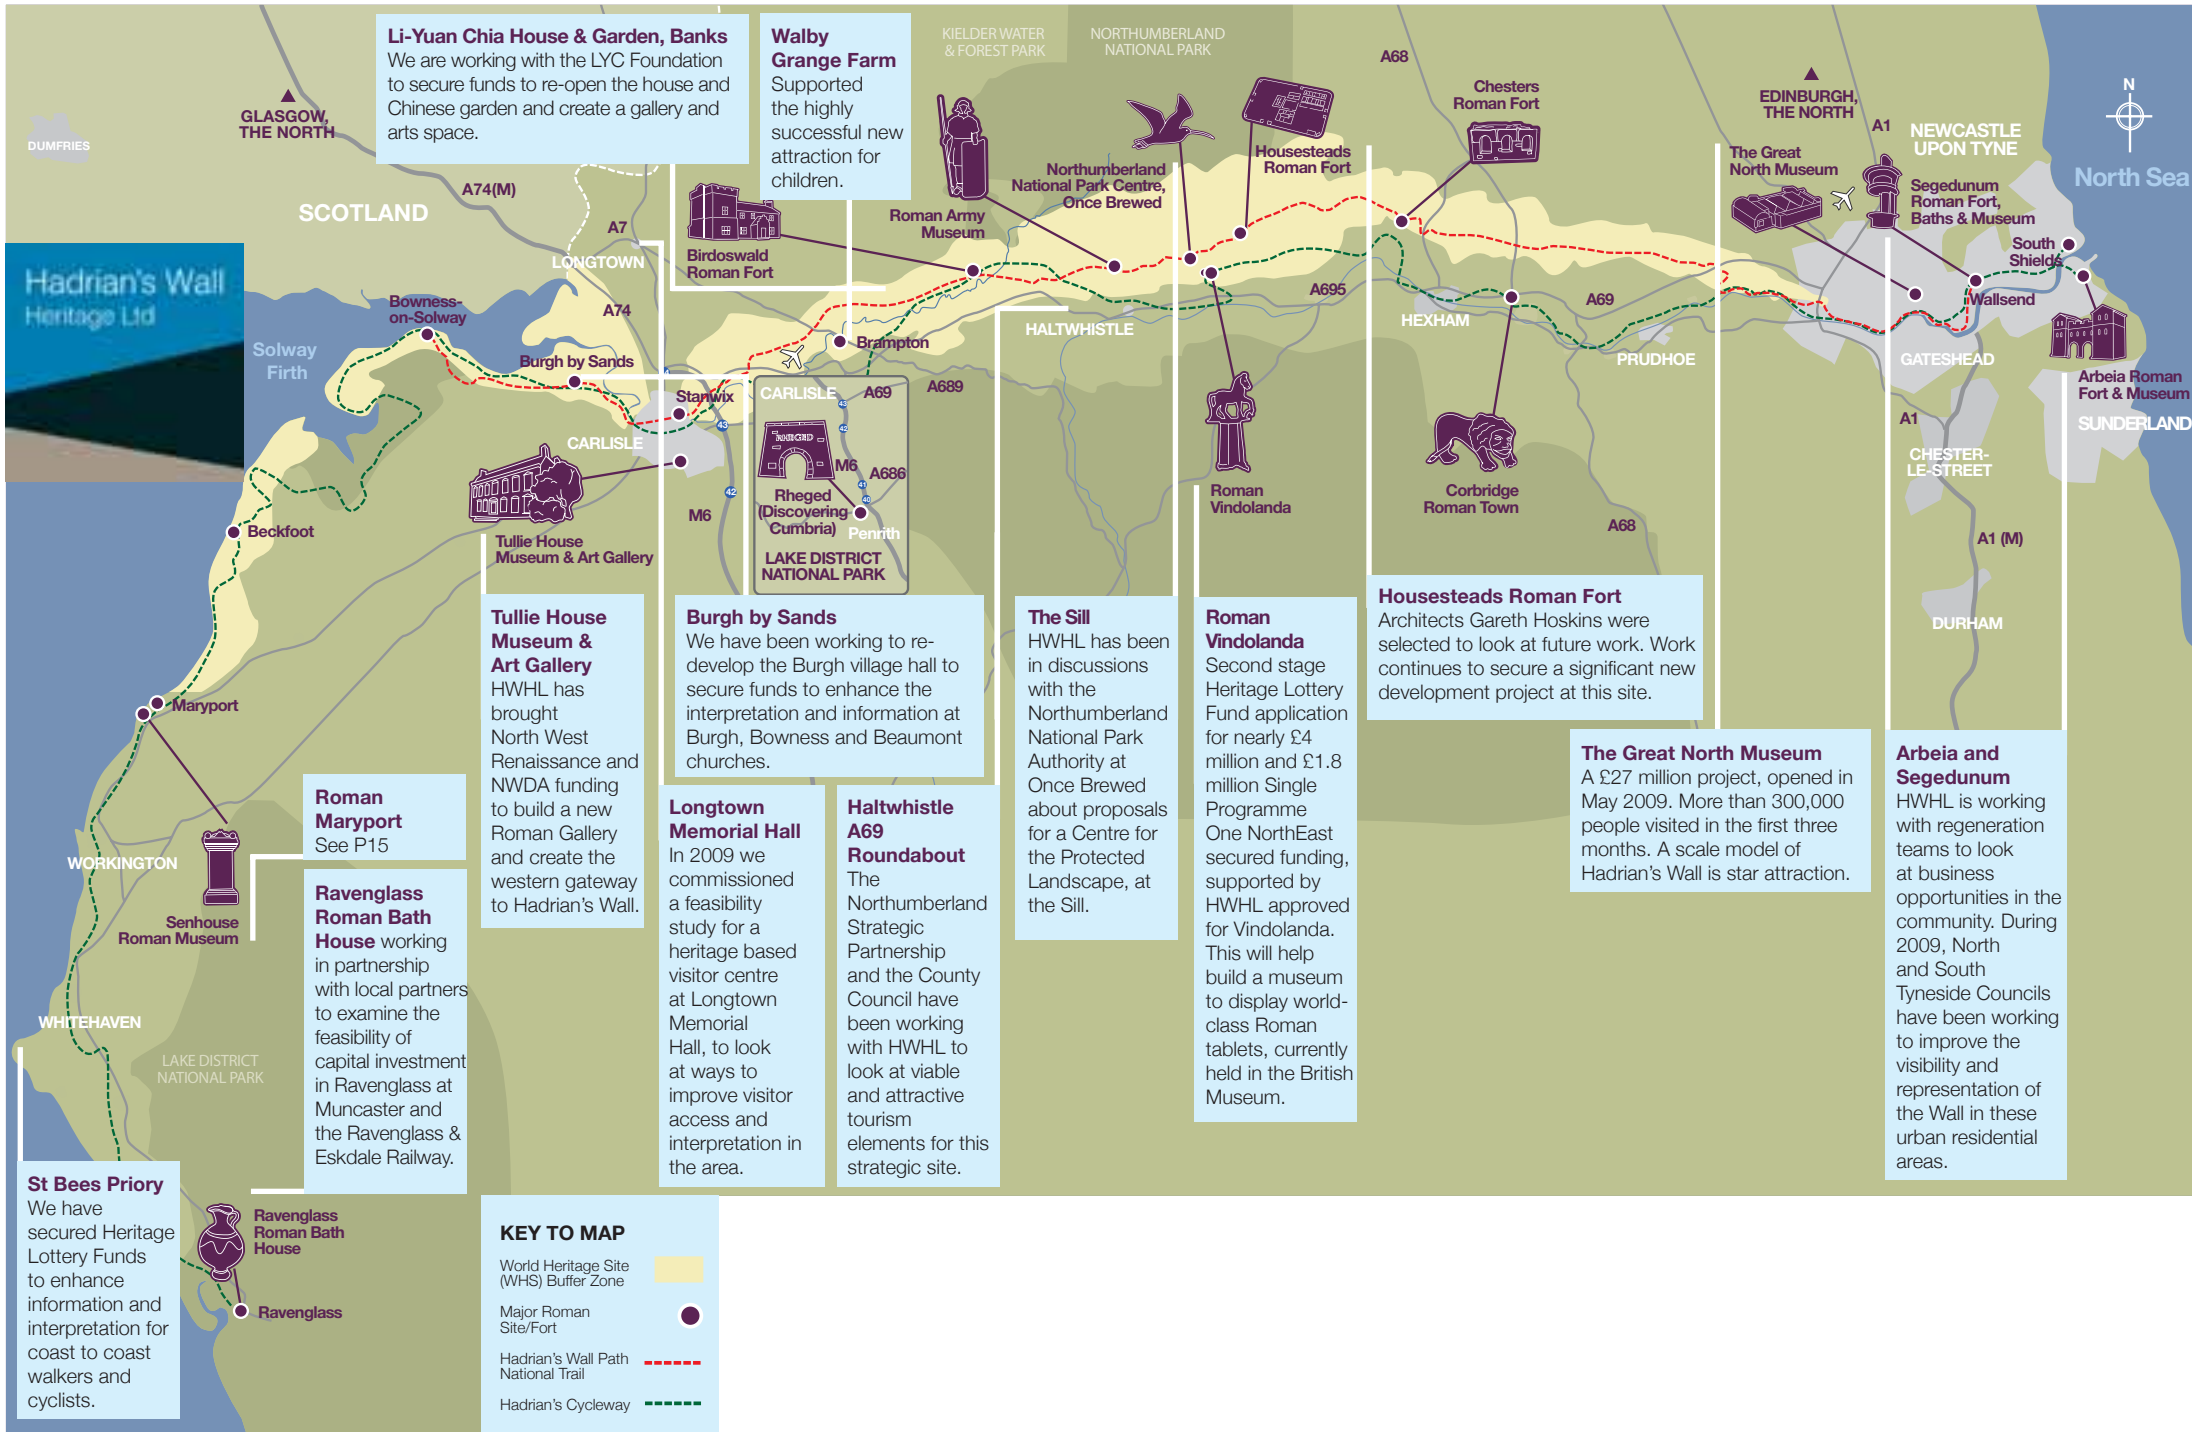 Li-Yuan Chia House & Garden, Banks
We are working with the LYC Foundation
to secure funds to re-open the house and
Chinese garden and create a gallery and
arts space.
Walby
Grange Farm
Supported
the highly
successful new
attraction for
children.
KIELDER WATER
& FOREST PARK
NORTHUMBERLAND
NATIONAL PARK
A68
Chesters
Roman Fort
EDINBURGH,
THE NORTH
A1
NEWCASTLE
UPON TYNE
N
North Sea
DUMFRIES
GLASGOW,
THE NORTH
A74(M)
SCOTLAND
A7
LONGTOWN
Birdoswald
Roman Fort
Roman Army
Museum
Northumberland
National Park Centre,
Once Brewed
Housesteads
Roman Fort
The Great
North Museum
Segedunum
Roman Fort,
Baths & Museum
South
Shields
Wallsend
Hadrian's Wall
Heritage Ltd
Solway
Firth
Bowness-
on-Solway
A74
Burgh by Sands
Brampton
HALTWHISTLE
A695
HEXHAM
A69
PRUDHOE
GATESHEAD
Arbeia Roman
Fort & Museum
SUNDERLAND
A1
CHESTER-
LE-STREET
A1 (M)
DURHAM
Stanwix
CARLISLE
43
42
M6
CARLISLE
A69
A689
43
42
RHEGED
M6
A686
41
40
Rheged
(Discovering
Cumbria)
Penrith
LAKE DISTRICT
NATIONAL PARK
Roman
Vindolanda
Corbridge
Roman Town
A68
Tullie House
Museum & Art Gallery
Beckfoot
Maryport
WORKINGTON
Senhouse
Roman Museum
WHITEHAVEN
LAKE DISTRICT
NATIONAL PARK
Roman
Maryport
See P15
Ravenglass
Roman Bath
House working
in partnership
with local partners
to examine the
feasibility of
capital investment
in Ravenglass at
Muncaster and
the Ravenglass &
Eskdale Railway.
Tullie House
Museum &
Art Gallery
HWHL has
brought
North West
Renaissance and
NWDA funding
to build a new
Roman Gallery
and create the
western gateway
to Hadrian's Wall.
Burgh by Sands
We have been working to re-
develop the Burgh village hall to
secure funds to enhance the
interpretation and information at
Burgh, Bowness and Beaumont
churches.
Longtown
Memorial Hall
In 2009 we
commissioned
a feasibility
study for a
heritage based
visitor centre
at Longtown
Memorial
Hall, to look
at ways to
improve visitor
access and
interpretation in
the area.
Haltwhistle
A69
Roundabout
The
Northumberland
Strategic
Partnership
and the County
Council have
been working
with HWHL to
look at viable
and attractive
tourism
elements for this
strategic site.
The Sill
HWHL has been
in discussions
with the
Northumberland
National Park
Authority at
Once Brewed
about proposals
for a Centre for
the Protected
Landscape, at
the Sill.
Roman
Vindolanda
Second stage
Heritage Lottery
Fund application
for nearly £4
million and £1.8
million Single
Programme
One NorthEast
secured funding,
supported by
HWHL approved
for Vindolanda.
This will help
build a museum
to display world-
class Roman
tablets, currently
held in the British
Museum.
Housesteads Roman Fort
Architects Gareth Hoskins were
selected to look at future work. Work
continues to secure a significant new
development project at this site.
The Great North Museum
A £27 million project, opened in
May 2009. More than 300,000
people visited in the first three
months. A scale model of
Hadrian's Wall is star attraction.
Arbeia and
Segedunum
HWHL is working
with regeneration
teams to look
at business
opportunities in the
community. During
2009, North
and South
Tyneside Councils
have been working
to improve the
visibility and
representation of
the Wall in these
urban residential
areas.
St Bees Priory
We have
secured Heritage
Lottery Funds
to enhance
information and
interpretation for
coast to coast
walkers and
cyclists.
Ravenglass
Roman Bath
House
Ravenglass
KEY TO MAP
World Heritage Site
(WHS) Buffer Zone
Major Roman
Site/Fort
Hadrian's Wall Path
National Trail
Hadrian's Cycleway